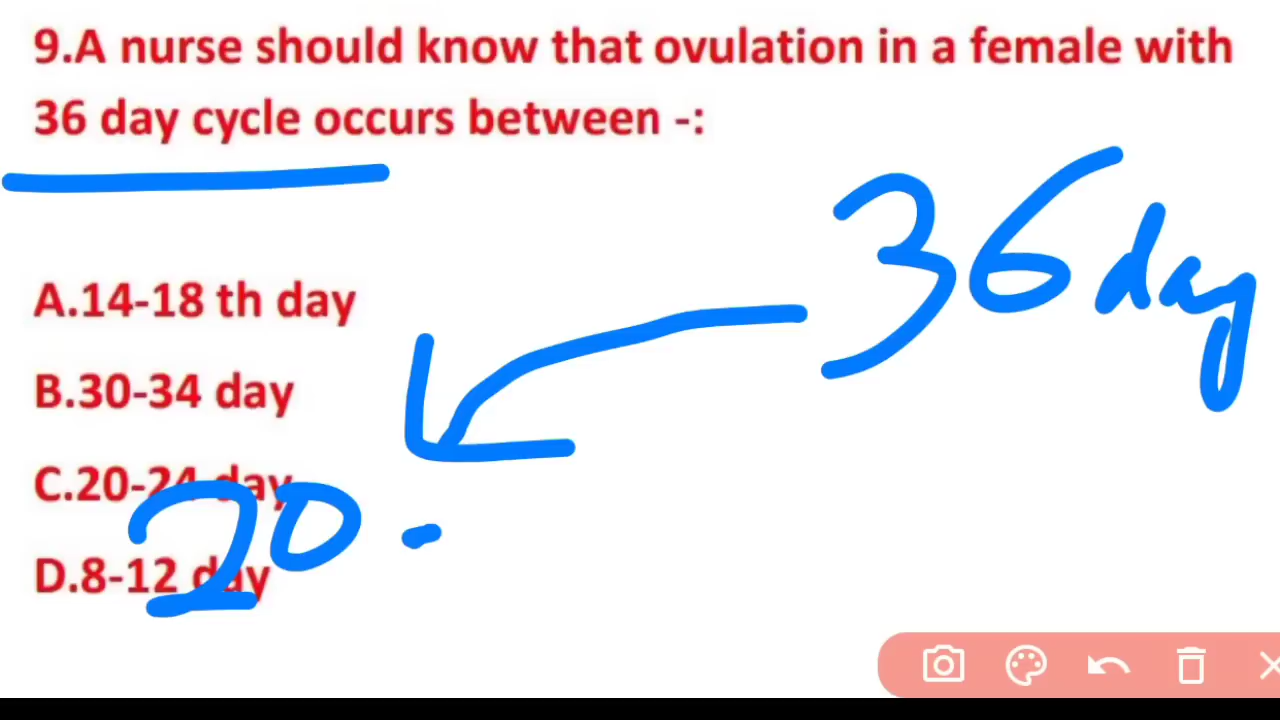 9.A nurse should know that ovulation in a female with
36 day cycle occurs between -:
36 day
A.14-18 th day
B.30-34 day
C.20-24 day
20 -
D.8-12 day